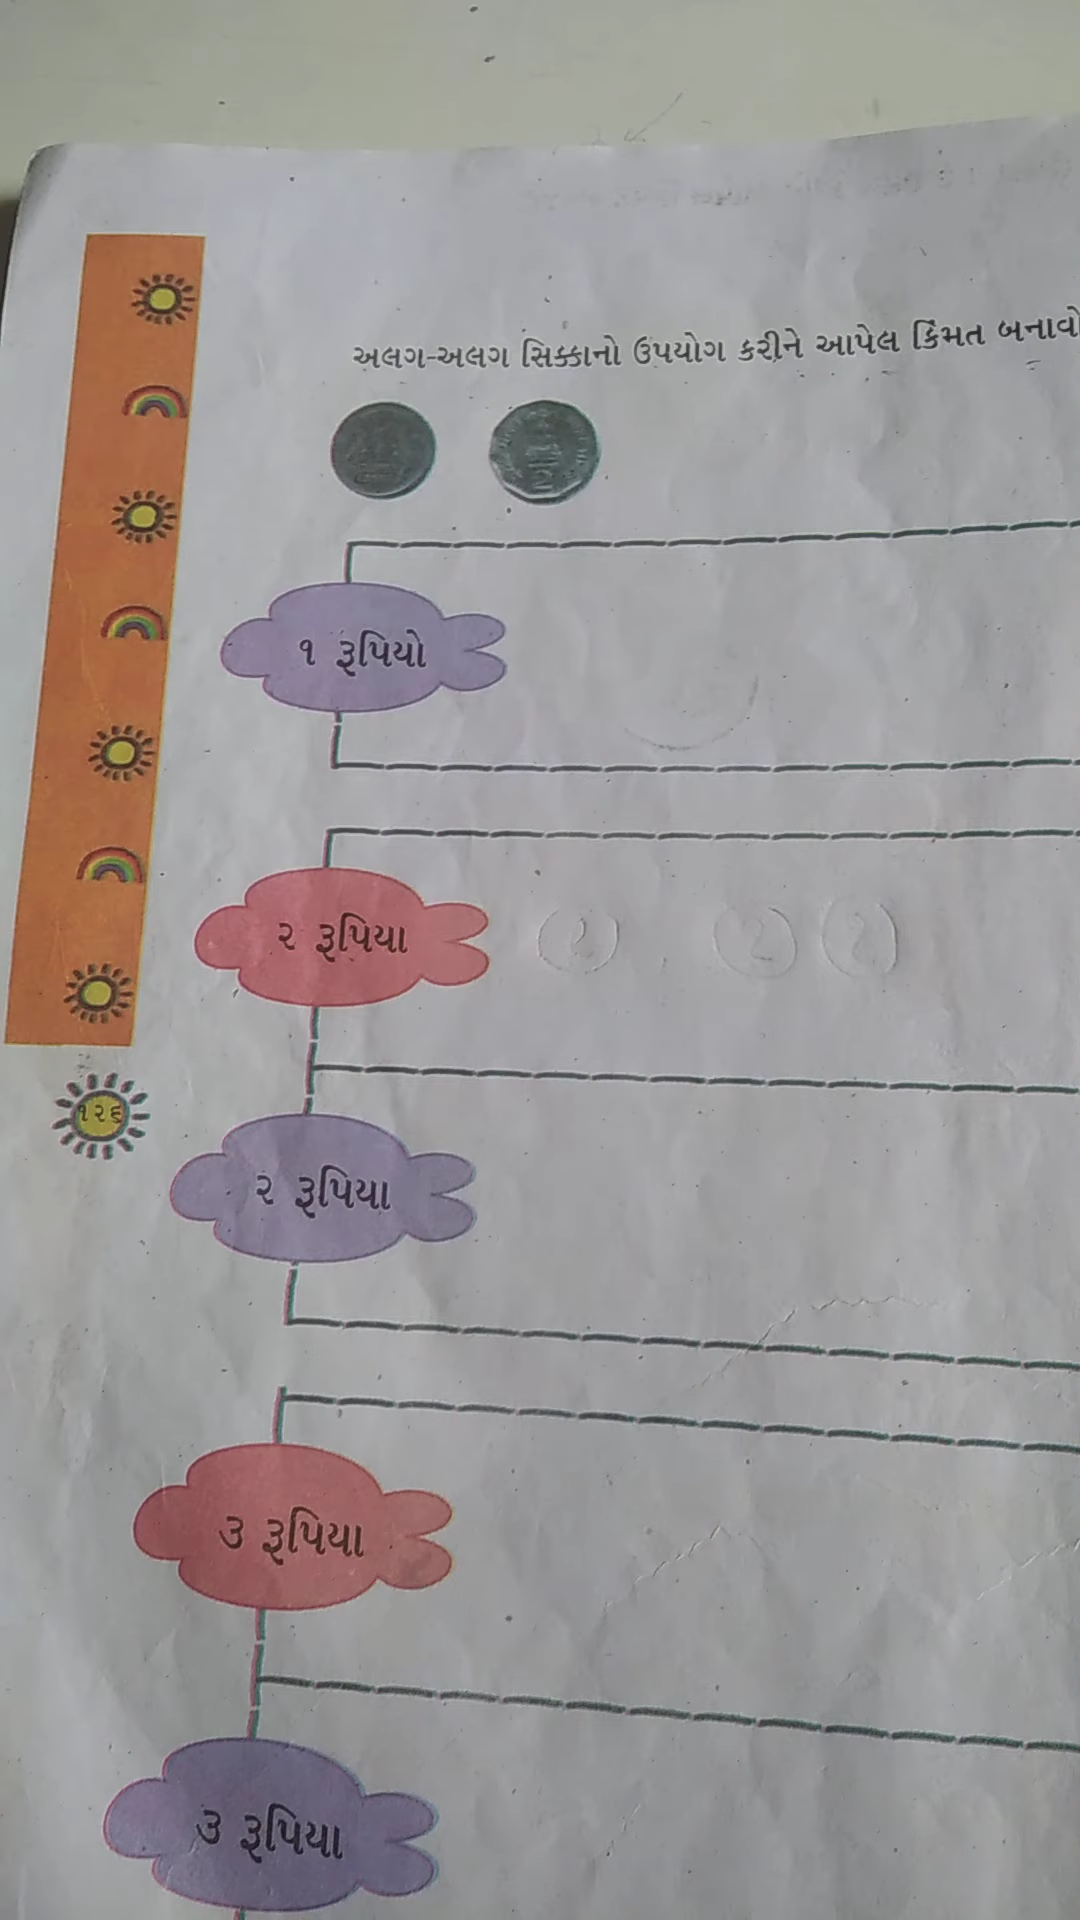 અલગ-અલગ સિક્કાનો ઉપયોગ કરીને આપેલ કિંમત બનાવો
૧ રૂપિયો
૨ રૂપિયા
૧૨૬
૨ રૂપિયા
૩ રૂપિયા
૩ રૂપિયા